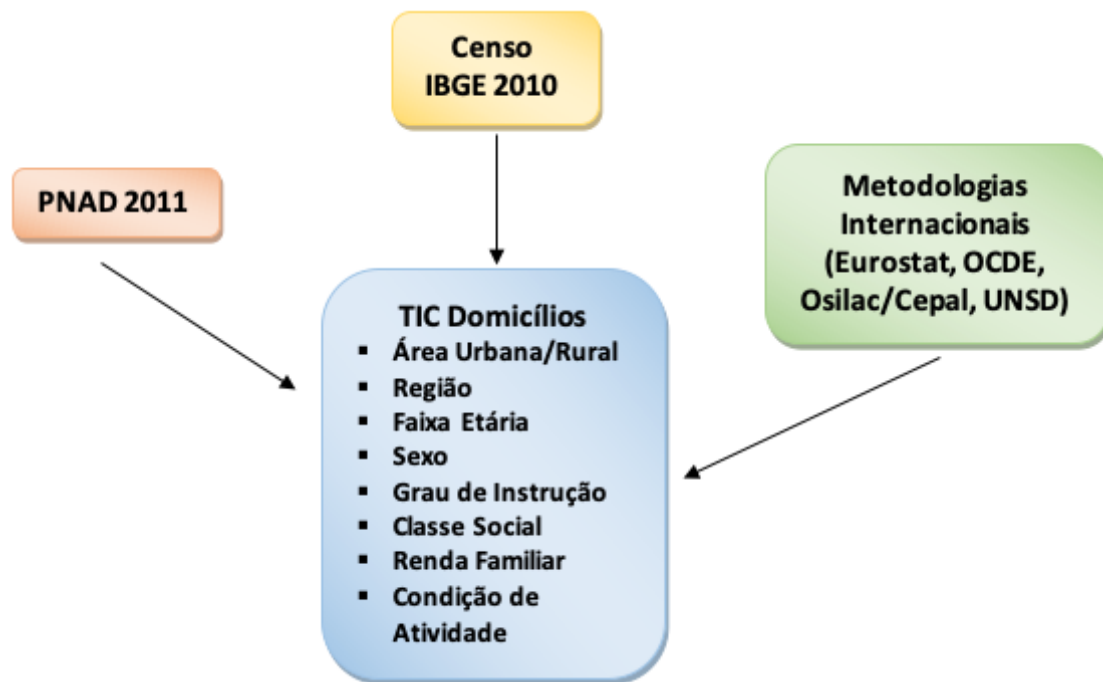 Censo
IBGE 2010
PNAD 2011
Metodologias
Internacionais
(Eurostat, OCDE,
Osilac/Cepal, UNSD)
TIC Domicílios
▪ Área Urbana/Rural
▪ Região
▪ Faixa Etária
▪ Sexo
▪ Grau de Instrução
▪ Classe Social
▪ Renda Familiar
▪ Condição de
Atividade